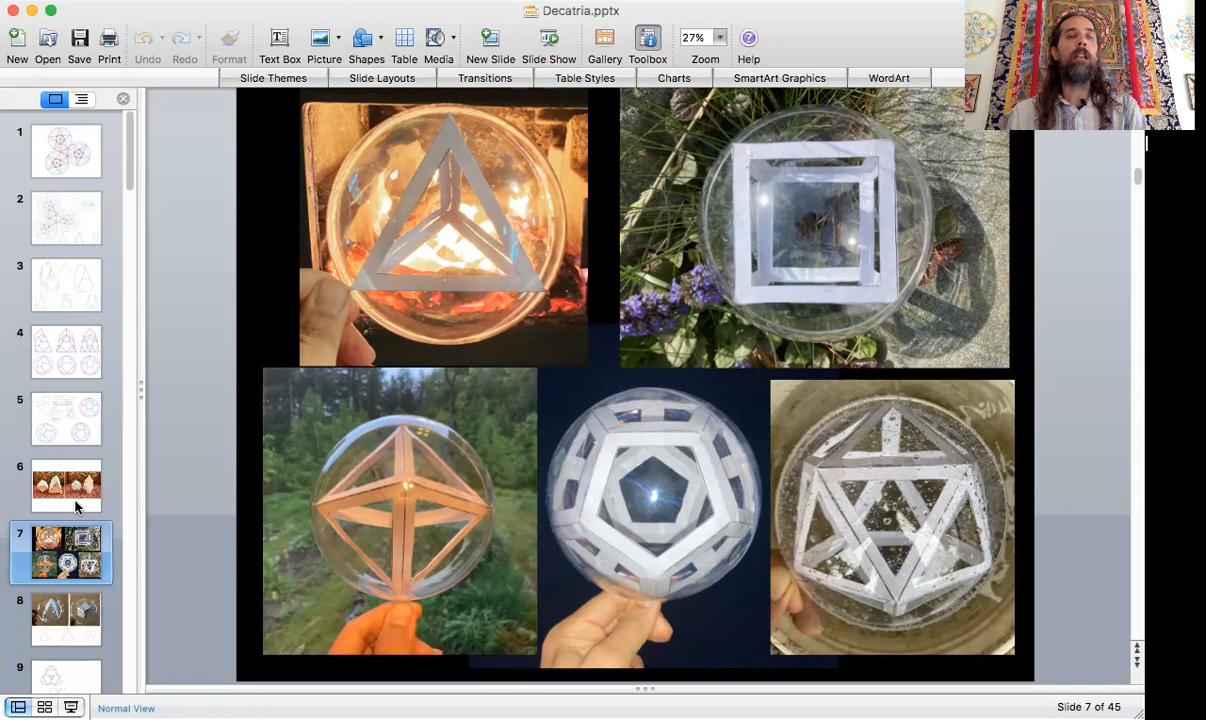 Decatria.pptx
New Open Save Print Undo Redo Format Text Box Picture Shapes Table Media New Slide Slide Show Gallery Toolbox Zoom Help
27%
Slide Themes Slide Layouts Transitions Table Styles Charts SmartArt Graphics WordArt
1
2
3
4
5
6
7
8
9
Normal View
Slide 7 of 45